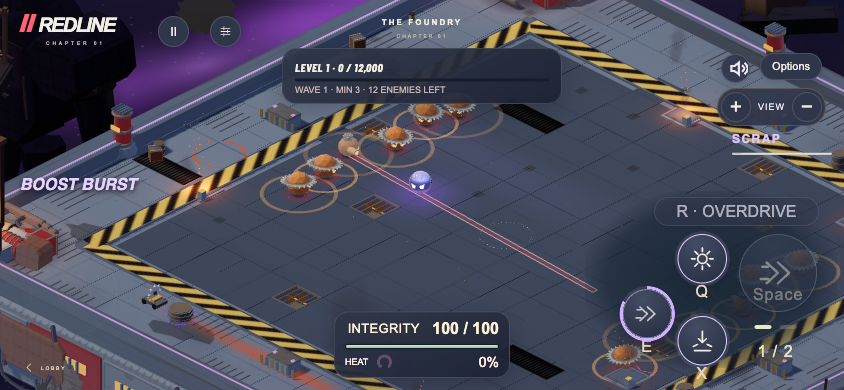 REDLINE
CHAPTER 01
THE FOUNDRY
CHAPTER 01
LEVEL 1 · 0 / 12,000
WAVE 1 · MIN 3 · 12 ENEMIES LEFT
Options
+ VIEW −
SCRAP
BOOST BURST
R · OVERDRIVE
Q
Space
E
X
1 / 2
INTEGRITY 100 / 100
HEAT 0%
LOBBY